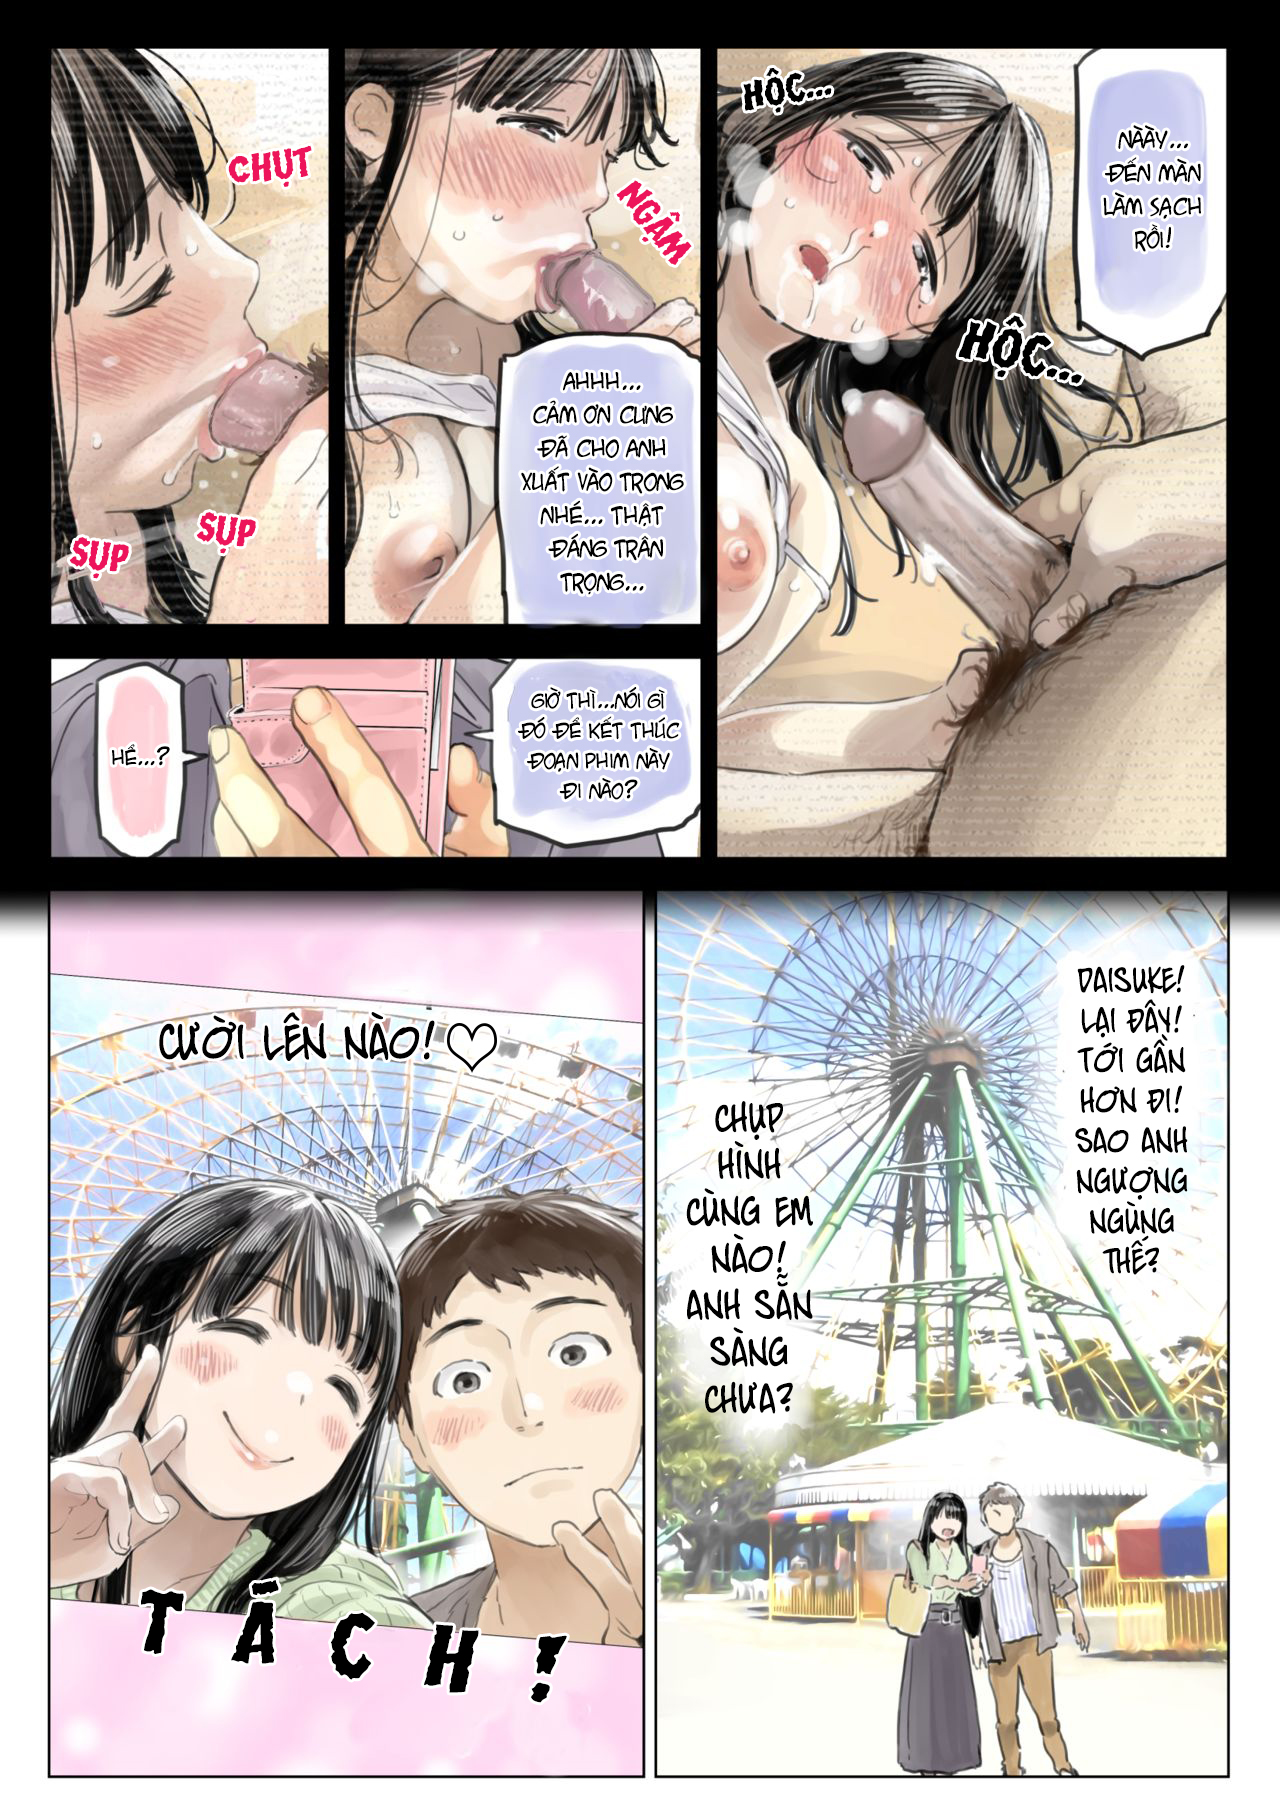 NÀÀY...
ĐẾN MÀN
LÀM SẠCH
RỒI!
HỘC...
HỘC...
NGẬM
AHHH...
CẢM ƠN CƯNG
ĐÃ CHO ANH
XUẤT VÀO TRONG
NHÉ... THẬT
ĐÁNG TRÂN
TRỌNG...
CHỤT
SỤP
SỤP
GIỜ THÌ...NÓI GÌ
ĐÓ ĐỂ KẾT THÚC
ĐOẠN PHIM NÀY
ĐI NÀO?
HỂ...?
DAISUKE!
LẠI ĐÂY!
TỚI GẦN
HƠN ĐI!
SAO ANH
NGƯỢNG
NGÙNG
THẾ?
CHỤP
HÌNH
CÙNG EM
NÀO!
ANH SẴN
SÀNG
CHƯA?
CƯỜI LÊN NÀO! ♡
TÁCH!